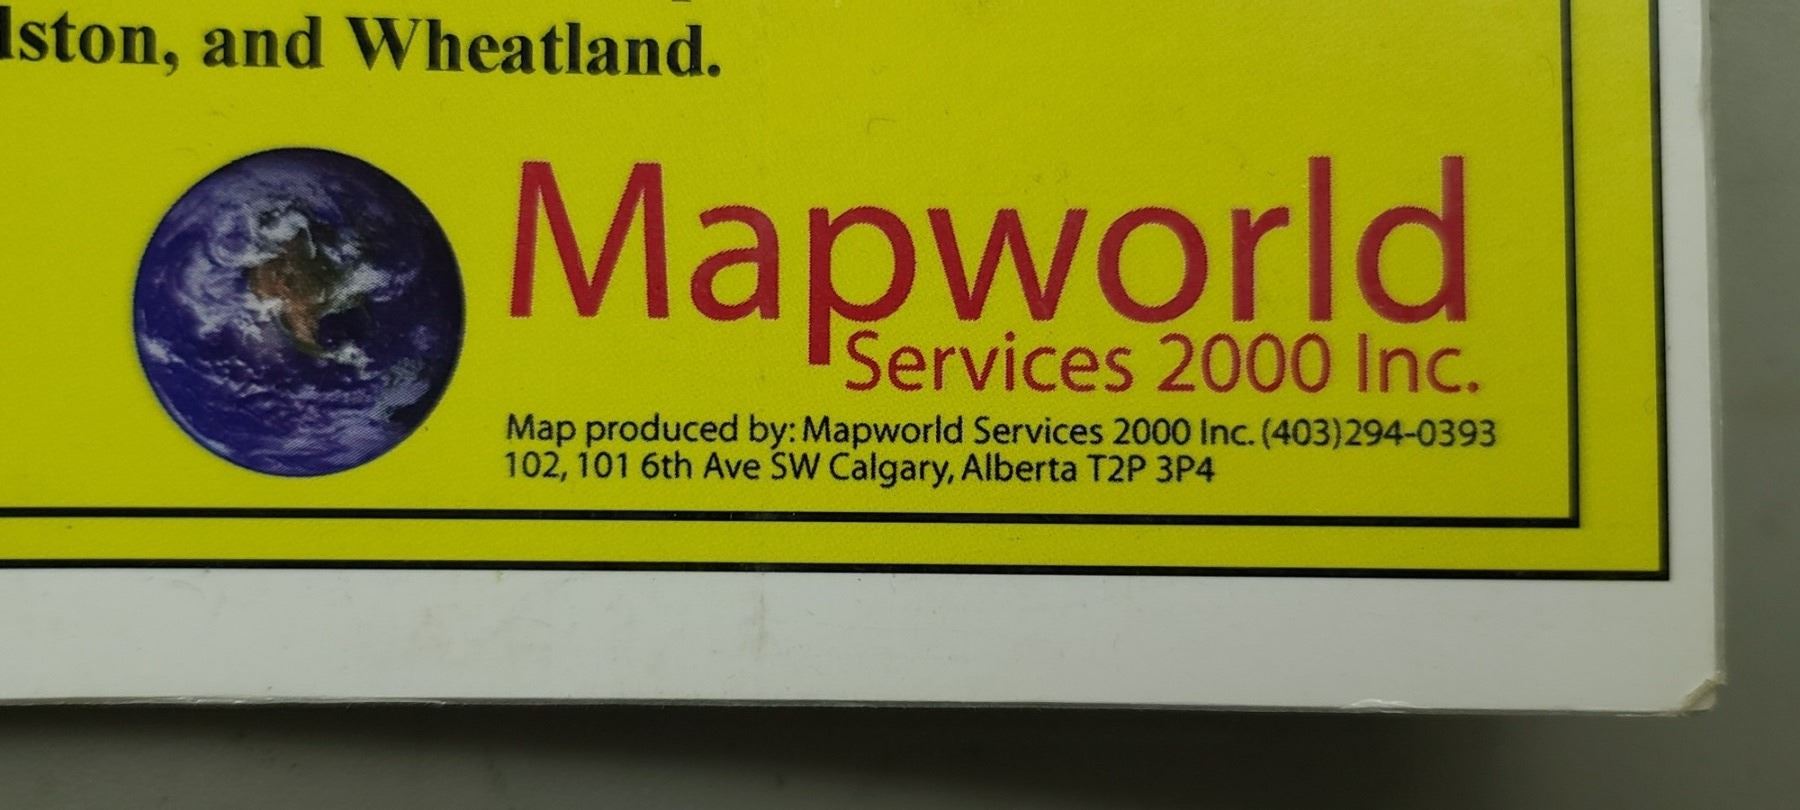 and Wheatland.
Mapworld
Services 2000 Inc.
Map produced by: Mapworld Services 2000 Inc. (403)294-0393
102, 101 6th Ave SW Calgary, Alberta T2P 3P4